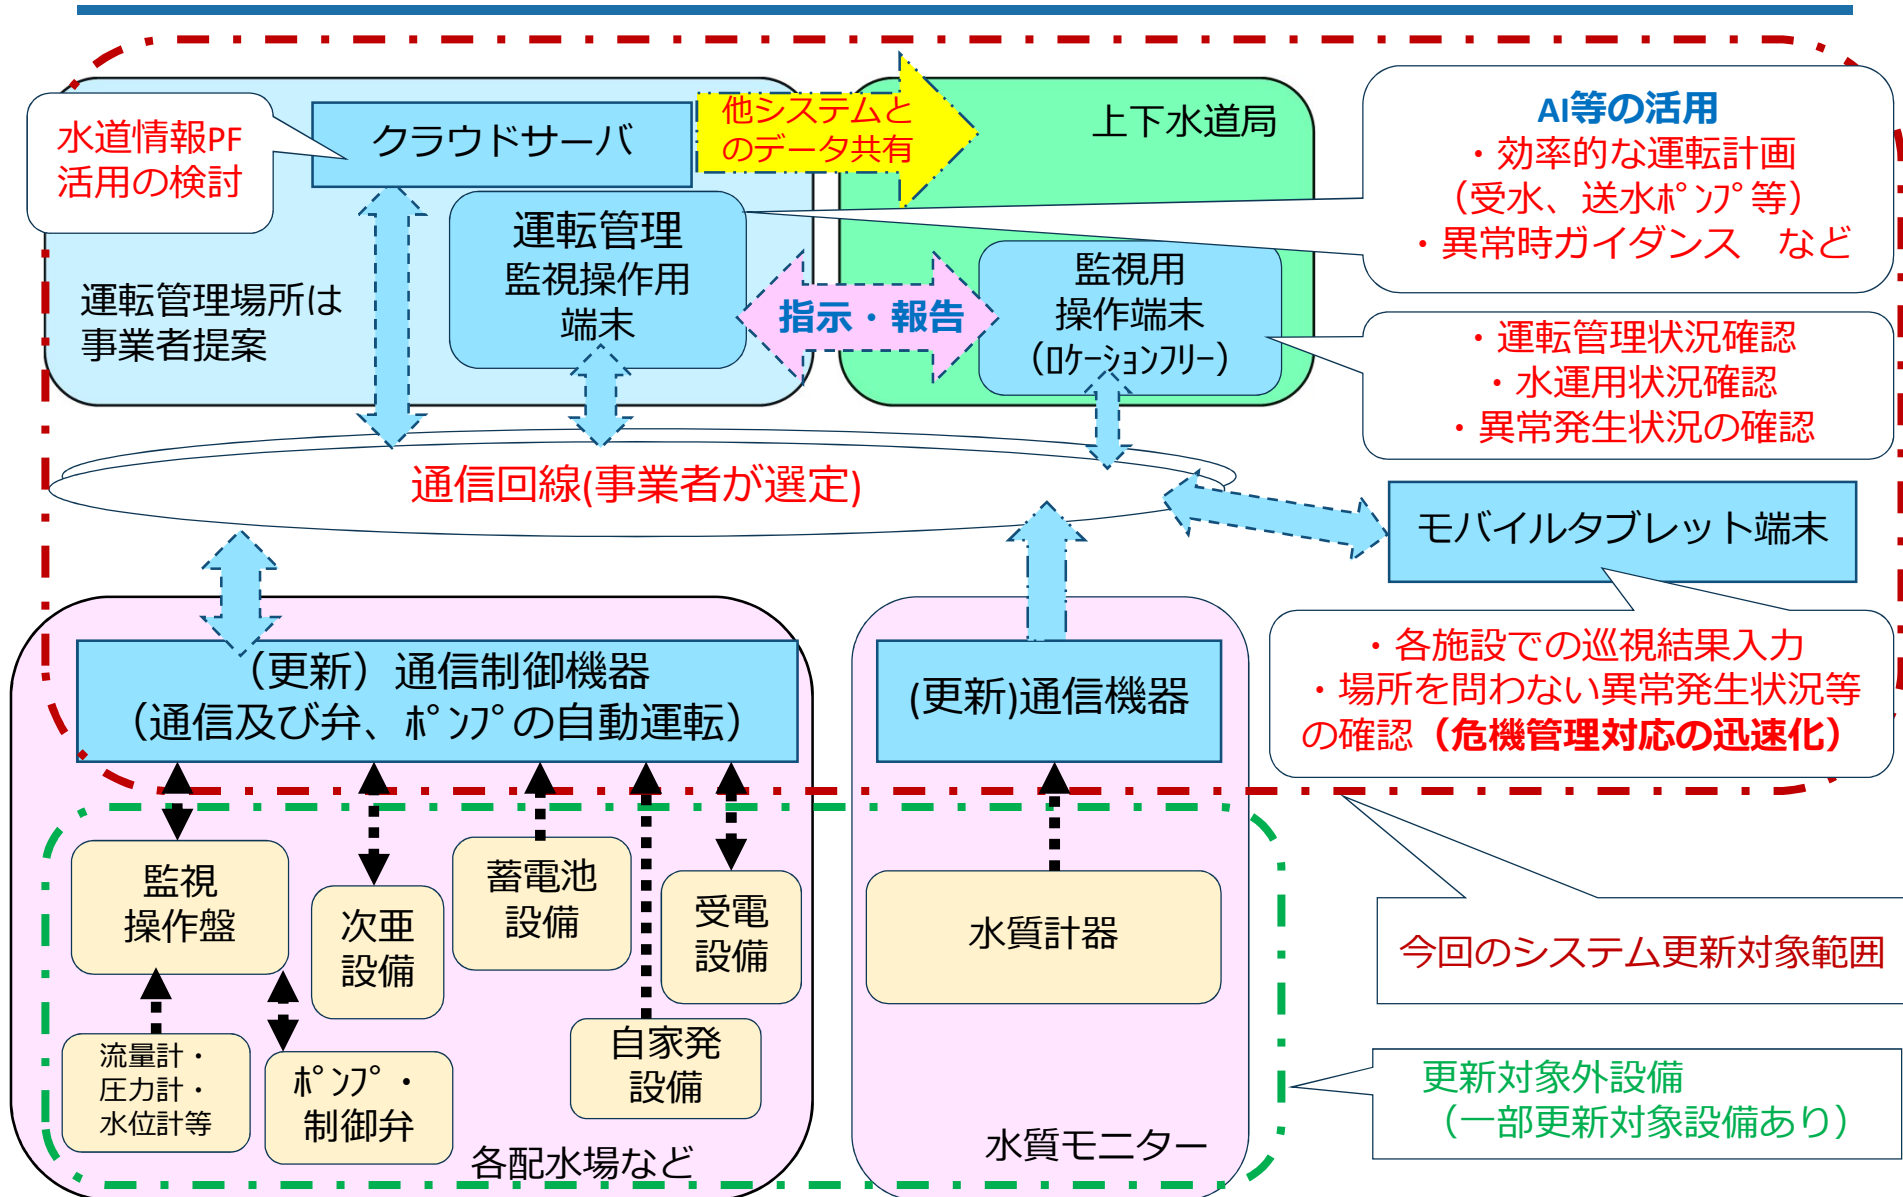 水道情報PF
活用の検討
クラウドサーバ
他システムと
のデータ共有
上下水道局
AI等の活用
・効率的な運転計画
（受水、送水ﾎﾟﾝﾌﾟ等）
・異常時ガイダンス　など
運転管理
監視操作用
端末
運転管理場所は
事業者提案
指示・報告
監視用
操作端末
（ﾛｹｰｼｮﾝﾌﾘｰ）
・運転管理状況確認
・水運用状況確認
・異常発生状況の確認
通信回線(事業者が選定)
モバイルタブレット端末
・各施設での巡視結果入力
・場所を問わない異常発生状況等
の確認（危機管理対応の迅速化）
（更新）通信制御機器
（通信及び弁、ﾎﾟﾝﾌﾟの自動運転）
(更新)通信機器
監視
操作盤
次亜
設備
蓄電池
設備
受電
設備
水質計器
流量計・
圧力計・
水位計等
ﾎﾟﾝﾌﾟ・
制御弁
自家発
設備
各配水場など
水質モニター
今回のシステム更新対象範囲
更新対象外設備
（一部更新対象設備あり）